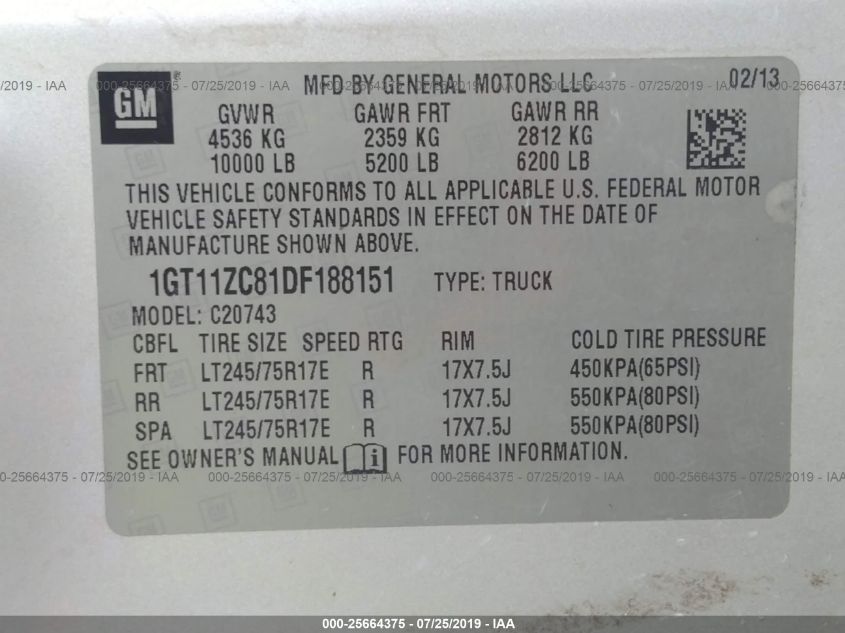 GM
MFD BY GENERAL MOTORS LLC 02/13
GVWR GAWR FRT GAWR RR
4536 KG 2359 KG 2812 KG
10000 LB 5200 LB 6200 LB
THIS VEHICLE CONFORMS TO ALL APPLICABLE U.S. FEDERAL MOTOR
VEHICLE SAFETY STANDARDS IN EFFECT ON THE DATE OF
MANUFACTURE SHOWN ABOVE.
1GT11ZC81DF188151 TYPE: TRUCK
MODEL: C20743
CBFL TIRE SIZE SPEED RTG RIM COLD TIRE PRESSURE
FRT LT245/75R17E R 17X7.5J 450KPA(65PSI)
RR LT245/75R17E R 17X7.5J 550KPA(80PSI)
SPA LT245/75R17E R 17X7.5J 550KPA(80PSI)
SEE OWNER'S MANUAL i FOR MORE INFORMATION.
000-25664375 - 07/25/2019 - IAA